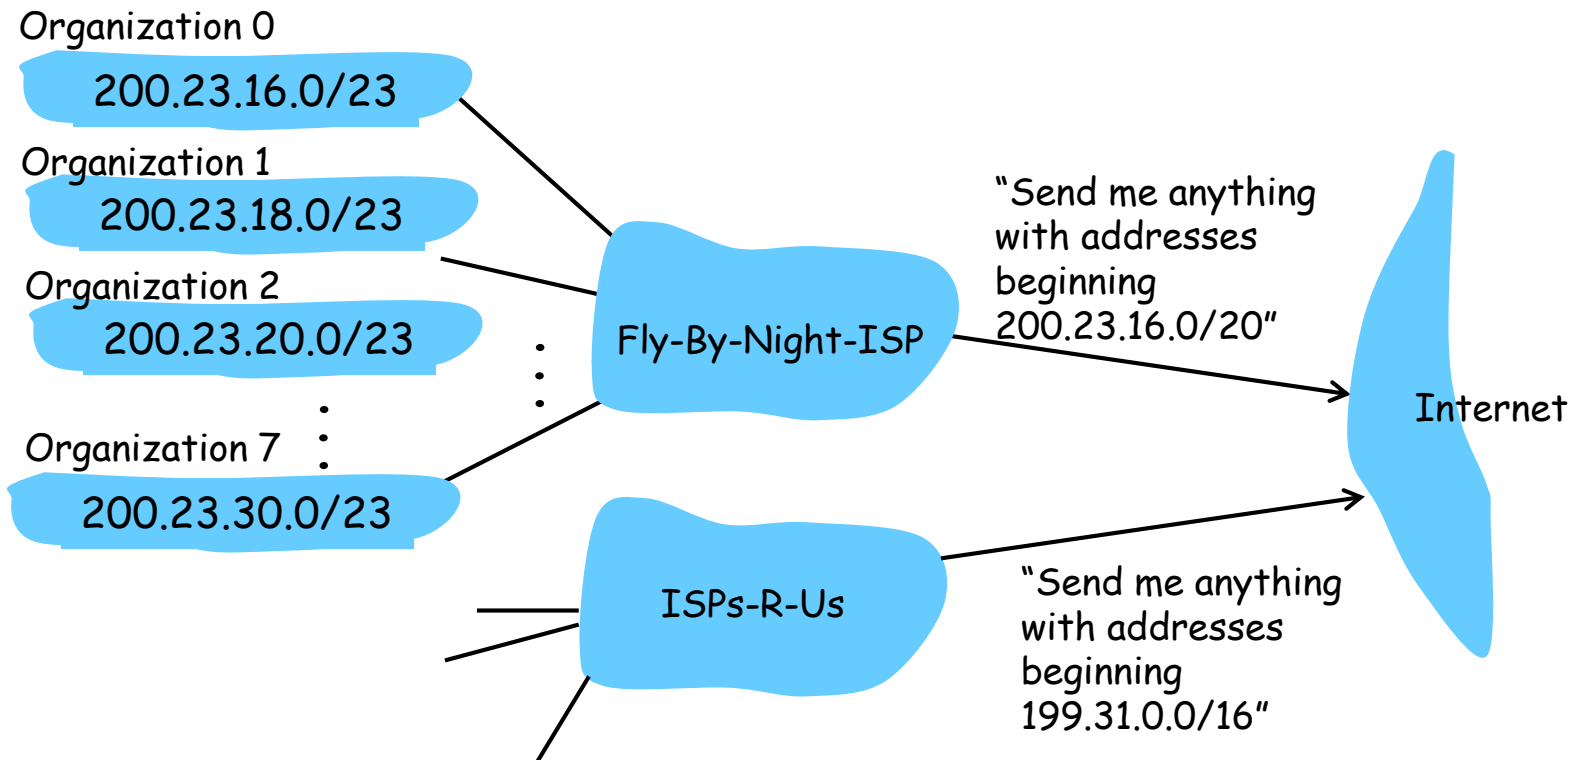 Organization 0
200.23.16.0/23
Organization 1
200.23.18.0/23
Organization 2
200.23.20.0/23
Organization 7
200.23.30.0/23
Fly-By-Night-ISP
“Send me anything
with addresses
beginning
200.23.16.0/20”
Internet
ISPs-R-Us
“Send me anything
with addresses
beginning
199.31.0.0/16”